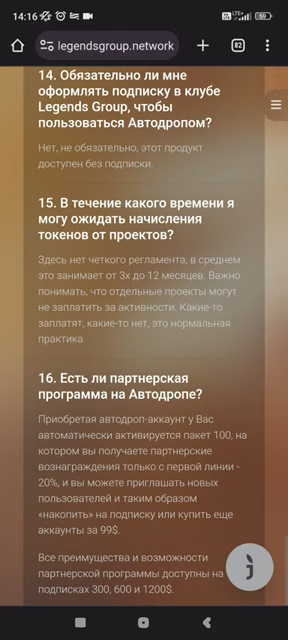 14:16
LTE+
89
legendsgroup.network
82
14. Обязательно ли мне
оформлять подписку в клубе
Legends Group, чтобы
пользоваться Автодропом?
Нет, не обязательно, этот продукт
доступен без подписки.
15. В течение какого времени я
могу ожидать начисления
токенов от проектов?
Здесь нет четкого регламента, в среднем
это занимает от 3х до 12 месяцев. Важно
понимать, что отдельные проекты могут
не заплатить за активности. Какие-то
заплатят, какие-то нет, это нормальная
практика.
16. Есть ли партнерская
программа на Автодропе?
Приобретая автодроп-аккаунт у Вас
автоматически активируется пакет 100, на
котором вы получаете партнерские
вознаграждения только с первой линии -
20%, и вы можете приглашать новых
пользователей и таким образом
«накопить» на подписку или купить еще
аккаунты за 99$.
Все преимущества и возможности
партнерской программы доступны на
подписках 300, 600 и 1200$.